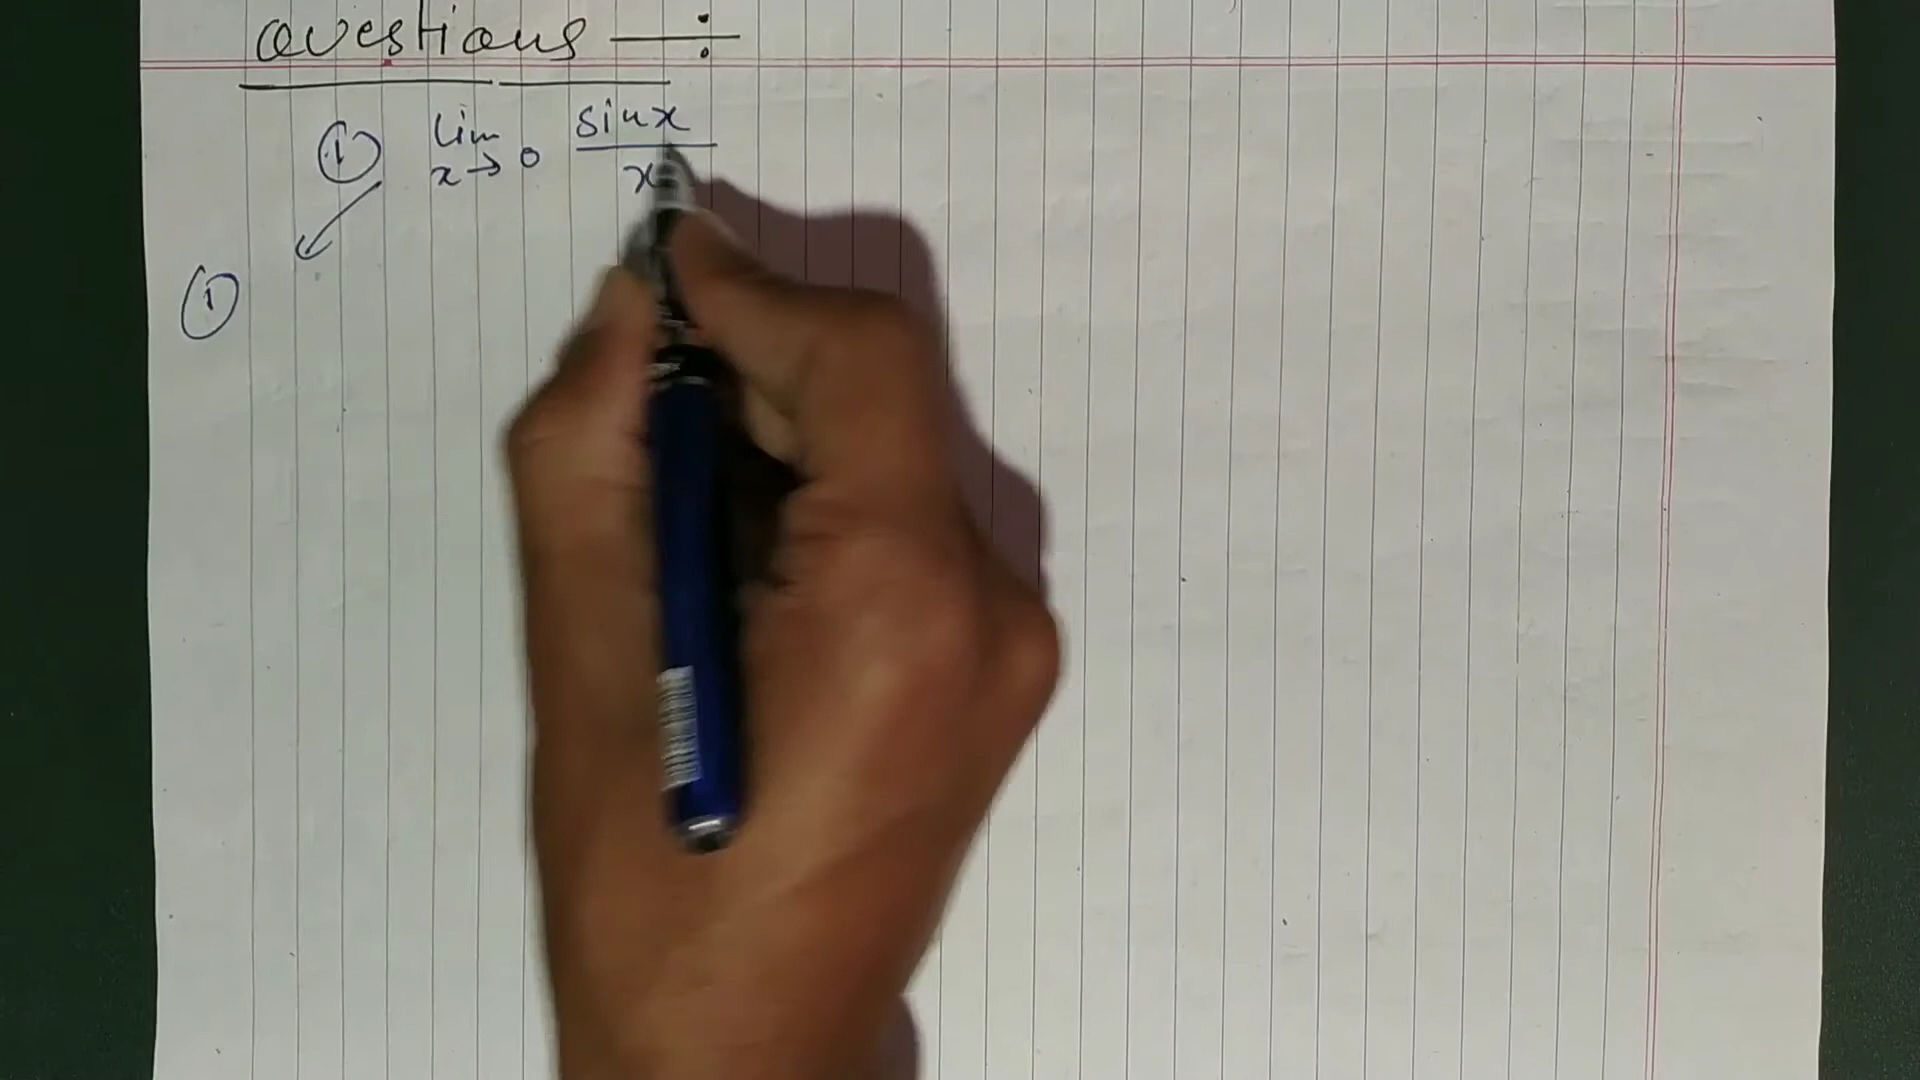 Questions ÷
① lim x→0 sinx/x
①